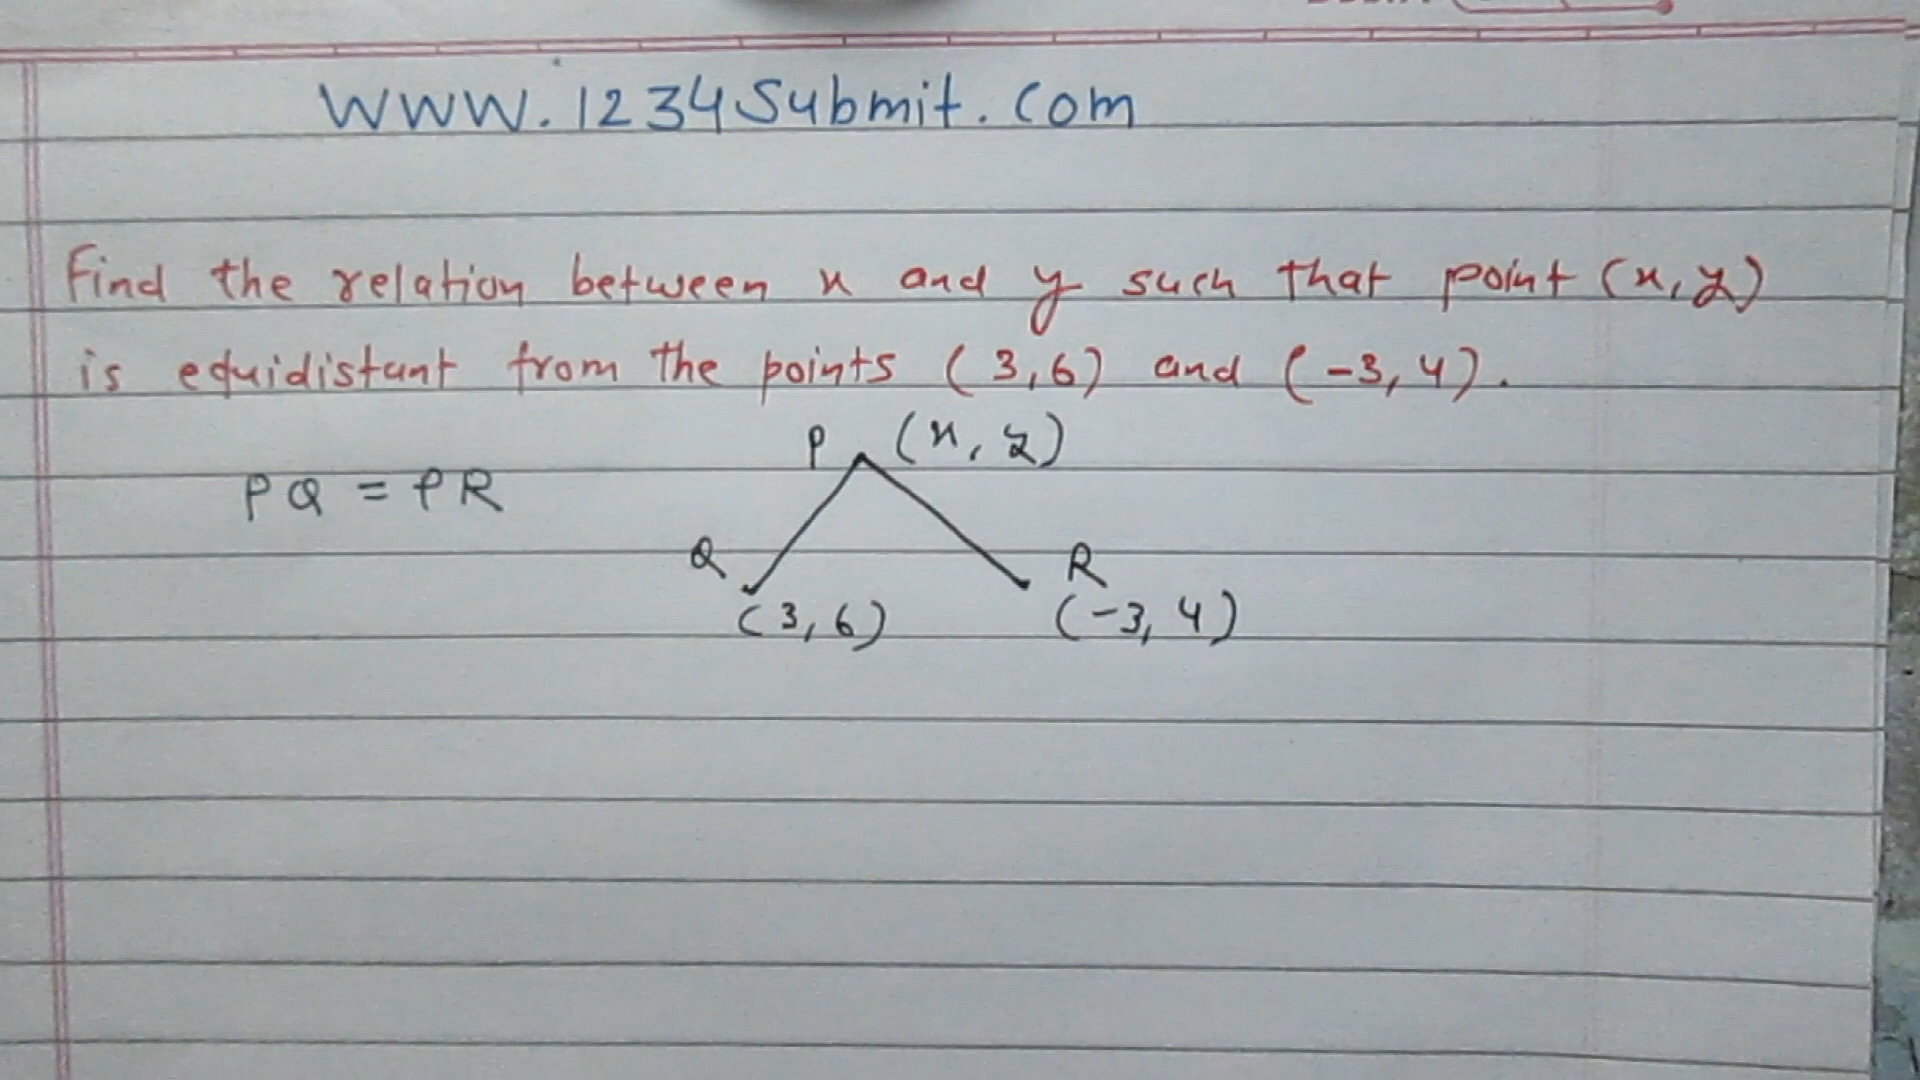 www.1234Submit.com
Find the relation between x and y such that point (x, y)
is equidistant from the points (3,6) and (-3, 4).
P (x, y)
PQ = PR
Q R
(3,6) (-3, 4)